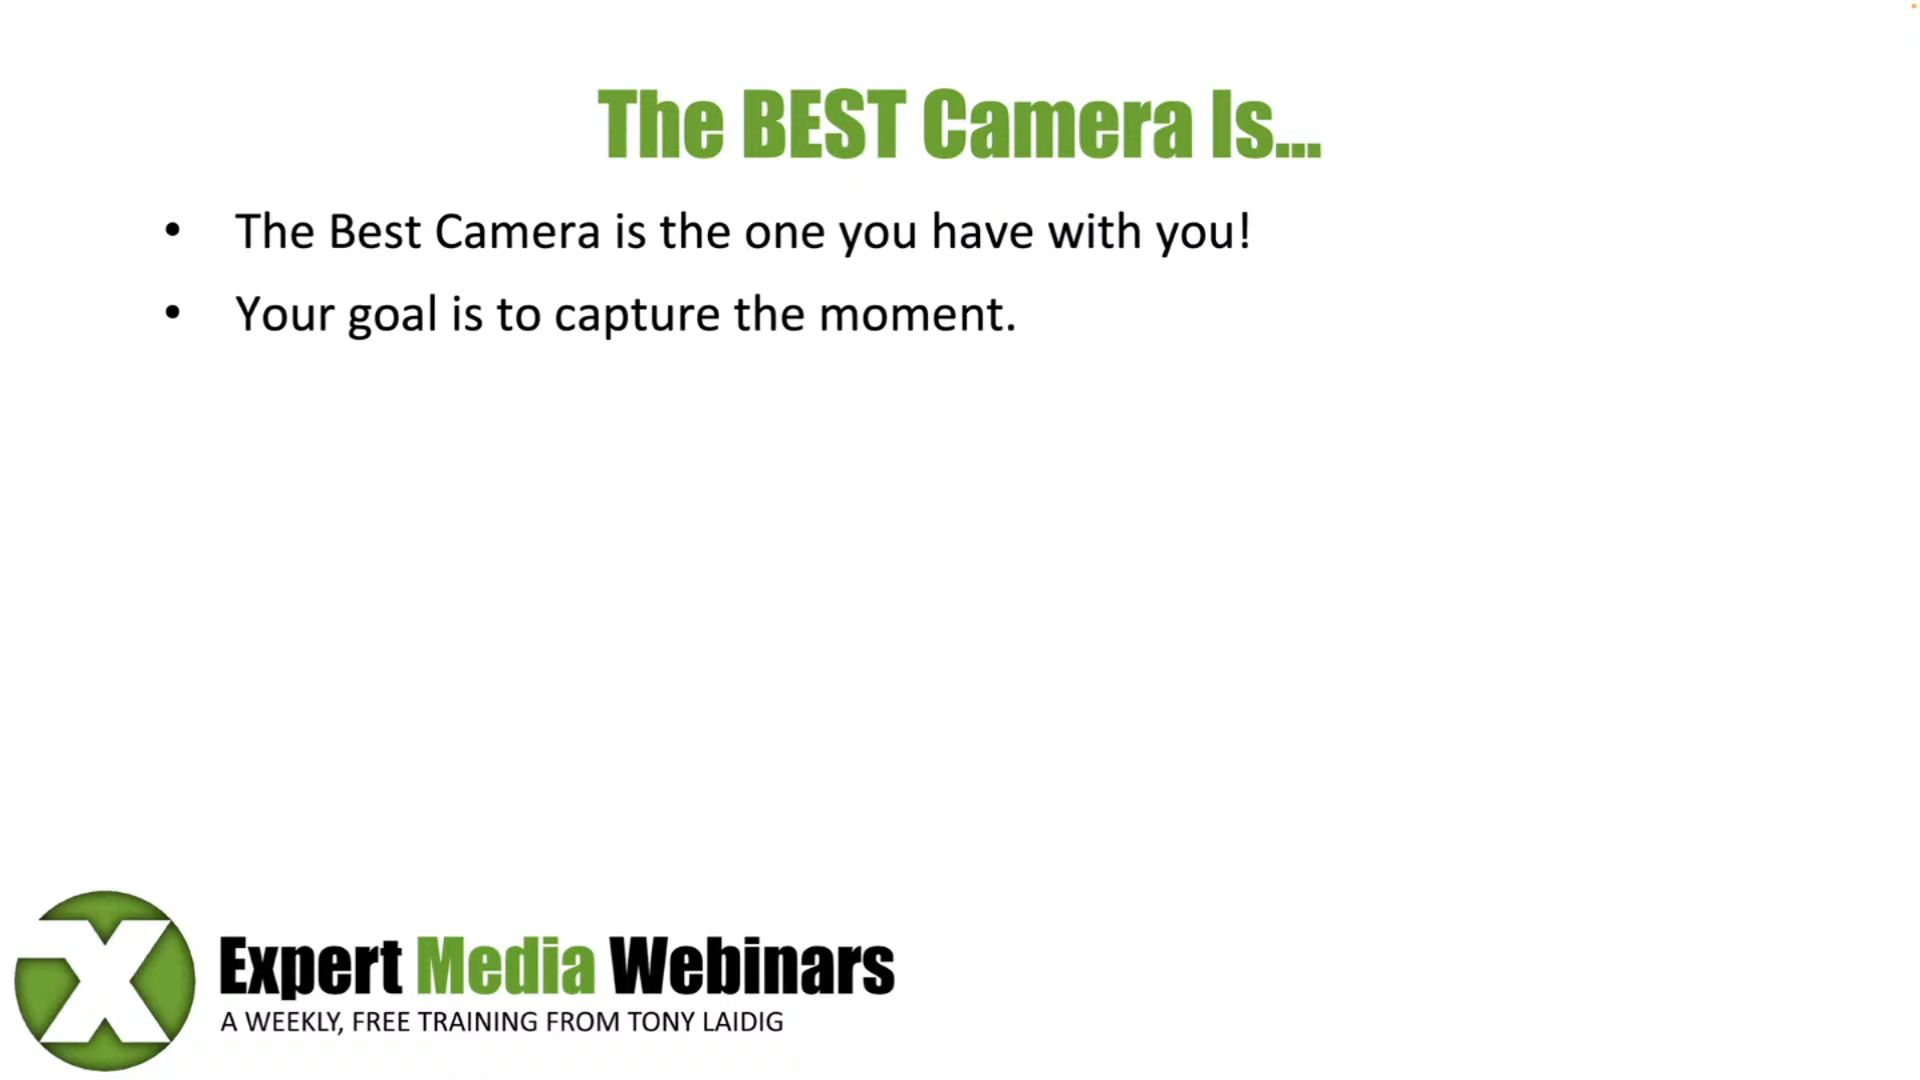 The BEST Camera Is...
• The Best Camera is the one you have with you!
• Your goal is to capture the moment.
X
Expert Media Webinars
A WEEKLY, FREE TRAINING FROM TONY LAIDIG